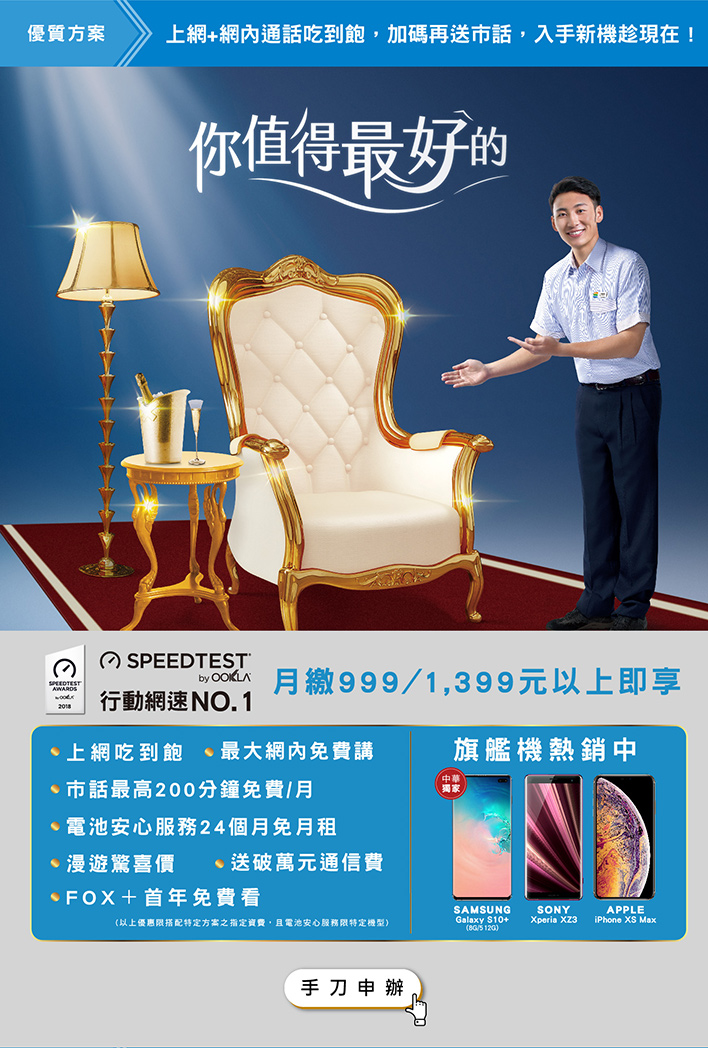 優質方案
上網+網內通話吃到飽，加碼再送市話，入手新機趁現在！
你值得最好的
SPEEDTEST
AWARDS
by OOKLA
2018
SPEEDTEST
by OOKLA
行動網速NO.1
月繳999/1,399元以上即享
上網吃到飽
最大網內免費講
市話最高200分鐘免費/月
電池安心服務24個月免月租
漫遊驚喜價
送破萬元通信費
FOX＋首年免費看
(以上優惠限搭配特定方案之指定資費，且電池安心服務限特定機型)
旗艦機熱銷中
中華
獨家
SAMSUNG
Galaxy S10+
(8G/512G)
SONY
Xperia XZ3
APPLE
iPhone XS Max
手刀申辦